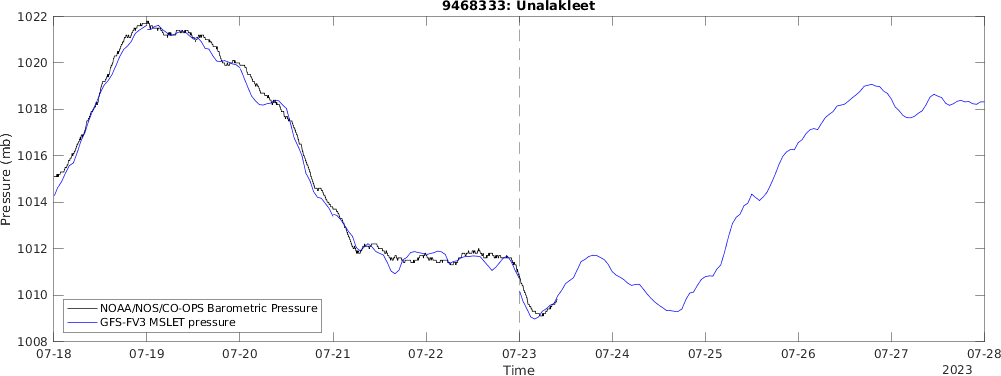 9468333: Unalakleet
1022
1020
1018
1016
1014
1012
1010
1008
Pressure (mb)
NOAA/NOS/CO-OPS Barometric Pressure
GFS-FV3 MSLET pressure
07-18 07-19 07-20 07-21 07-22 07-23 07-24 07-25 07-26 07-27 07-28
Time
2023